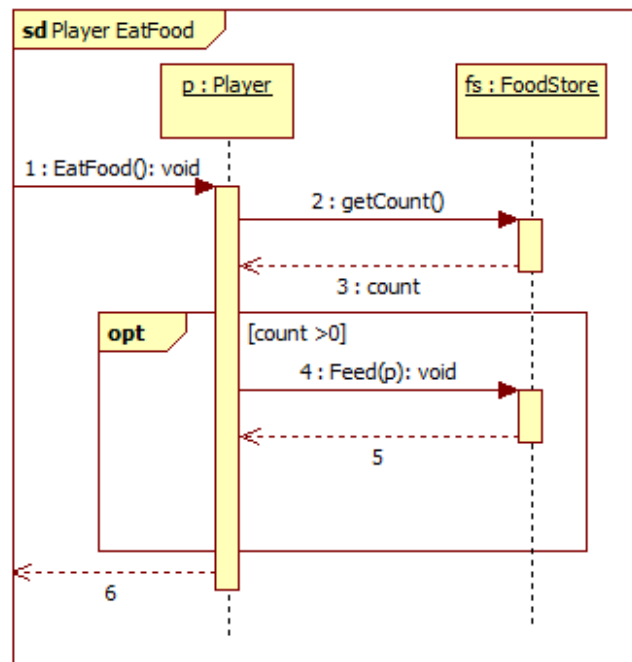 sd Player EatFood
p : Player
fs : FoodStore
1 : EatFood(): void
2 : getCount()
3 : count
opt
[count >0]
4 : Feed(p): void
5
6